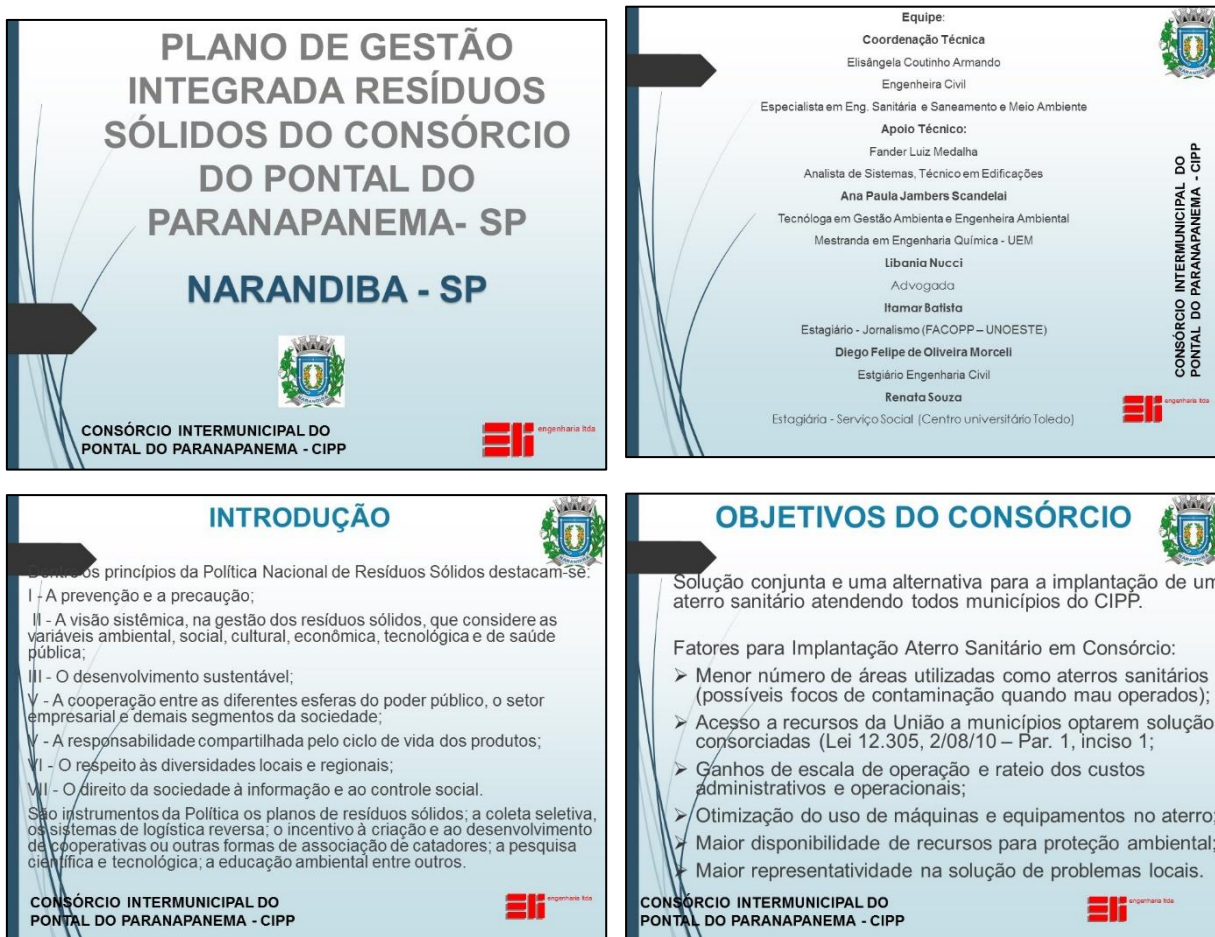 PLANO DE GESTÃO
INTEGRADA RESÍDUOS
SÓLIDOS DO CONSÓRCIO
DO PONTAL DO
PARANAPANEMA- SP
NARANDIBA - SP
CONSÓRCIO INTERMUNICIPAL DO
PONTAL DO PARANAPANEMA - CIPP
engenharia ltda
Equipe:
Coordenação Técnica
Elisângela Coutinho Armando
Engenheira Civil
Especialista em Eng. Sanitária e Saneamento e Meio Ambiente
Apoio Técnico:
Fander Luiz Medalha
Analista de Sistemas, Técnico em Edificações
Ana Paula Jambers Scandelai
Tecnóloga em Gestão Ambienta e Engenheira Ambiental
Mestranda em Engenharia Química - UEM
Libania Nucci
Advogada
Itamar Batista
Estagiário - Jornalismo (FACOPP – UNOESTE)
Diego Felipe de Oliveira Morceli
Estgiário Engenharia Civil
Renata Souza
Estagiária - Serviço Social (Centro universitário Toledo)
CONSÓRCIO INTERMUNICIPAL DO
PONTAL DO PARANAPANEMA - CIPP
engenharia ltda
INTRODUÇÃO
Dentre os princípios da Política Nacional de Resíduos Sólidos destacam-se:
I - A prevenção e a precaução;
II - A visão sistêmica, na gestão dos resíduos sólidos, que considere as
variáveis ambiental, social, cultural, econômica, tecnológica e de saúde
pública;
III - O desenvolvimento sustentável;
V - A cooperação entre as diferentes esferas do poder público, o setor
empresarial e demais segmentos da sociedade;
V - A responsabilidade compartilhada pelo ciclo de vida dos produtos;
VI - O respeito às diversidades locais e regionais;
VII - O direito da sociedade à informação e ao controle social.
São instrumentos da Política os planos de resíduos sólidos; a coleta seletiva,
os sistemas de logística reversa; o incentivo à criação e ao desenvolvimento
de cooperativas ou outras formas de associação de catadores; a pesquisa
científica e tecnológica; a educação ambiental entre outros.
CONSÓRCIO INTERMUNICIPAL DO
PONTAL DO PARANAPANEMA - CIPP
engenharia ltda
OBJETIVOS DO CONSÓRCIO
Solução conjunta e uma alternativa para a implantação de um
aterro sanitário atendendo todos municípios do CIPP.
Fatores para Implantação Aterro Sanitário em Consórcio:
Menor número de áreas utilizadas como aterros sanitários
(possíveis focos de contaminação quando mau operados);
Acesso a recursos da União a municípios optarem solução
consorciadas (Lei 12.305, 2/08/10 – Par. 1, inciso 1;
Ganhos de escala de operação e rateio dos custos
administrativos e operacionais;
Otimização do uso de máquinas e equipamentos no aterro;
Maior disponibilidade de recursos para proteção ambiental;
Maior representatividade na solução de problemas locais.
CONSÓRCIO INTERMUNICIPAL DO
PONTAL DO PARANAPANEMA - CIPP
engenharia ltda